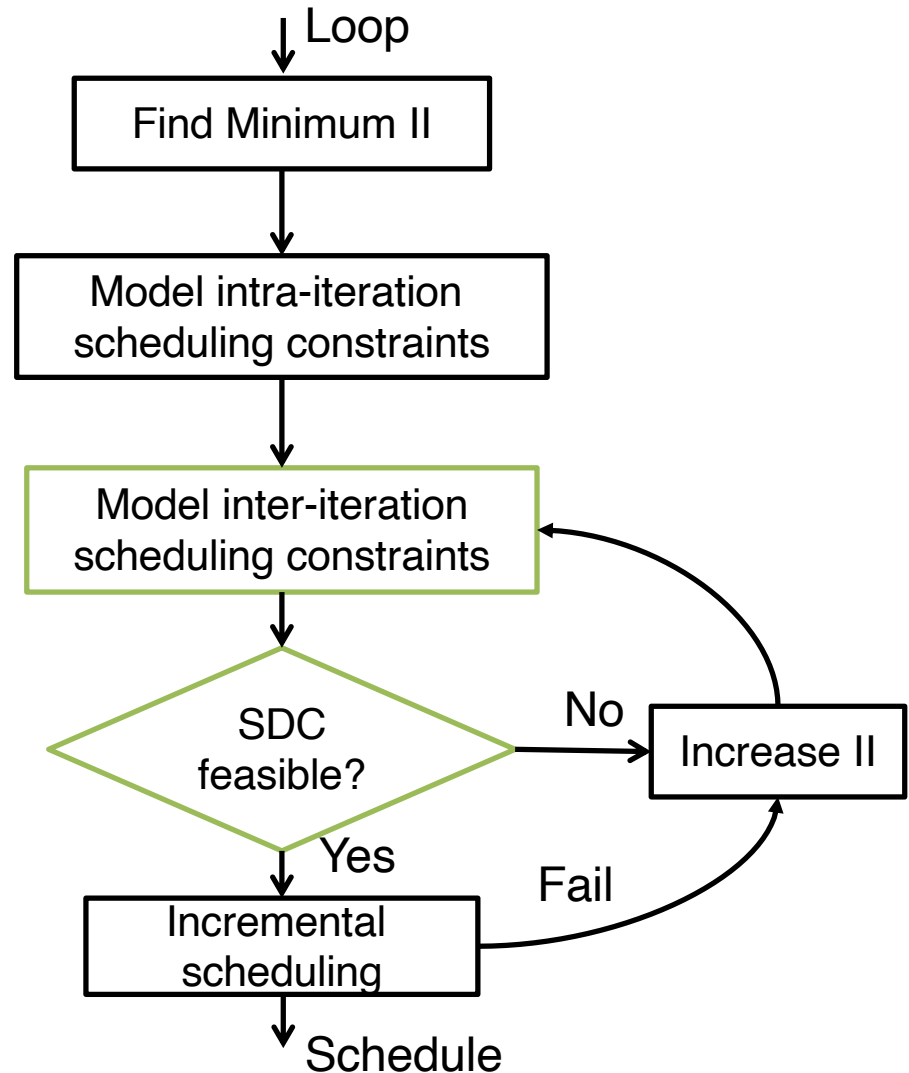 Loop
Find Minimum II
Model intra-iteration
scheduling constraints
Model inter-iteration
scheduling constraints
SDC
feasible?
No
Increase II
Yes
Fail
Incremental
scheduling
Schedule